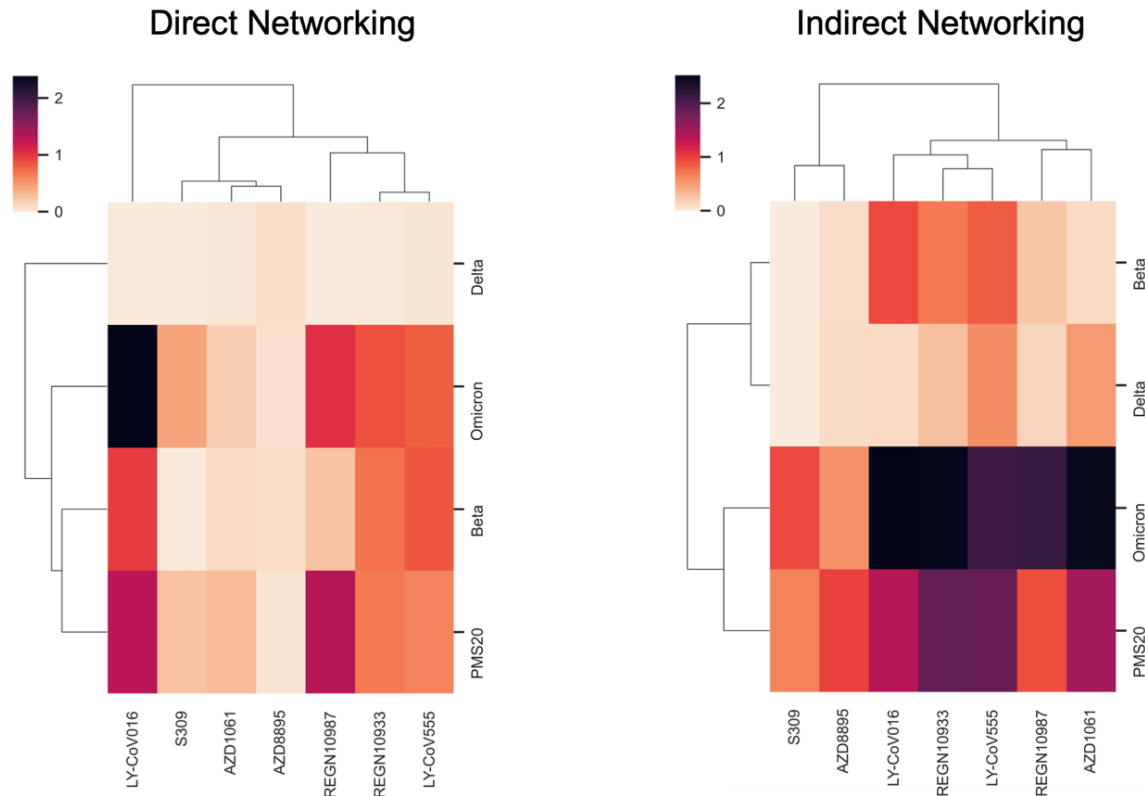 Direct Networking
2
1
0
Delta
Omicron
Beta
PMS20
LY-CoV016
S309
AZD1061
AZD8895
REGN10987
REGN10933
LY-CoV555
Indirect Networking
2
1
0
Beta
Delta
Omicron
PMS20
S309
AZD8895
LY-CoV016
REGN10933
LY-CoV555
REGN10987
AZD1061